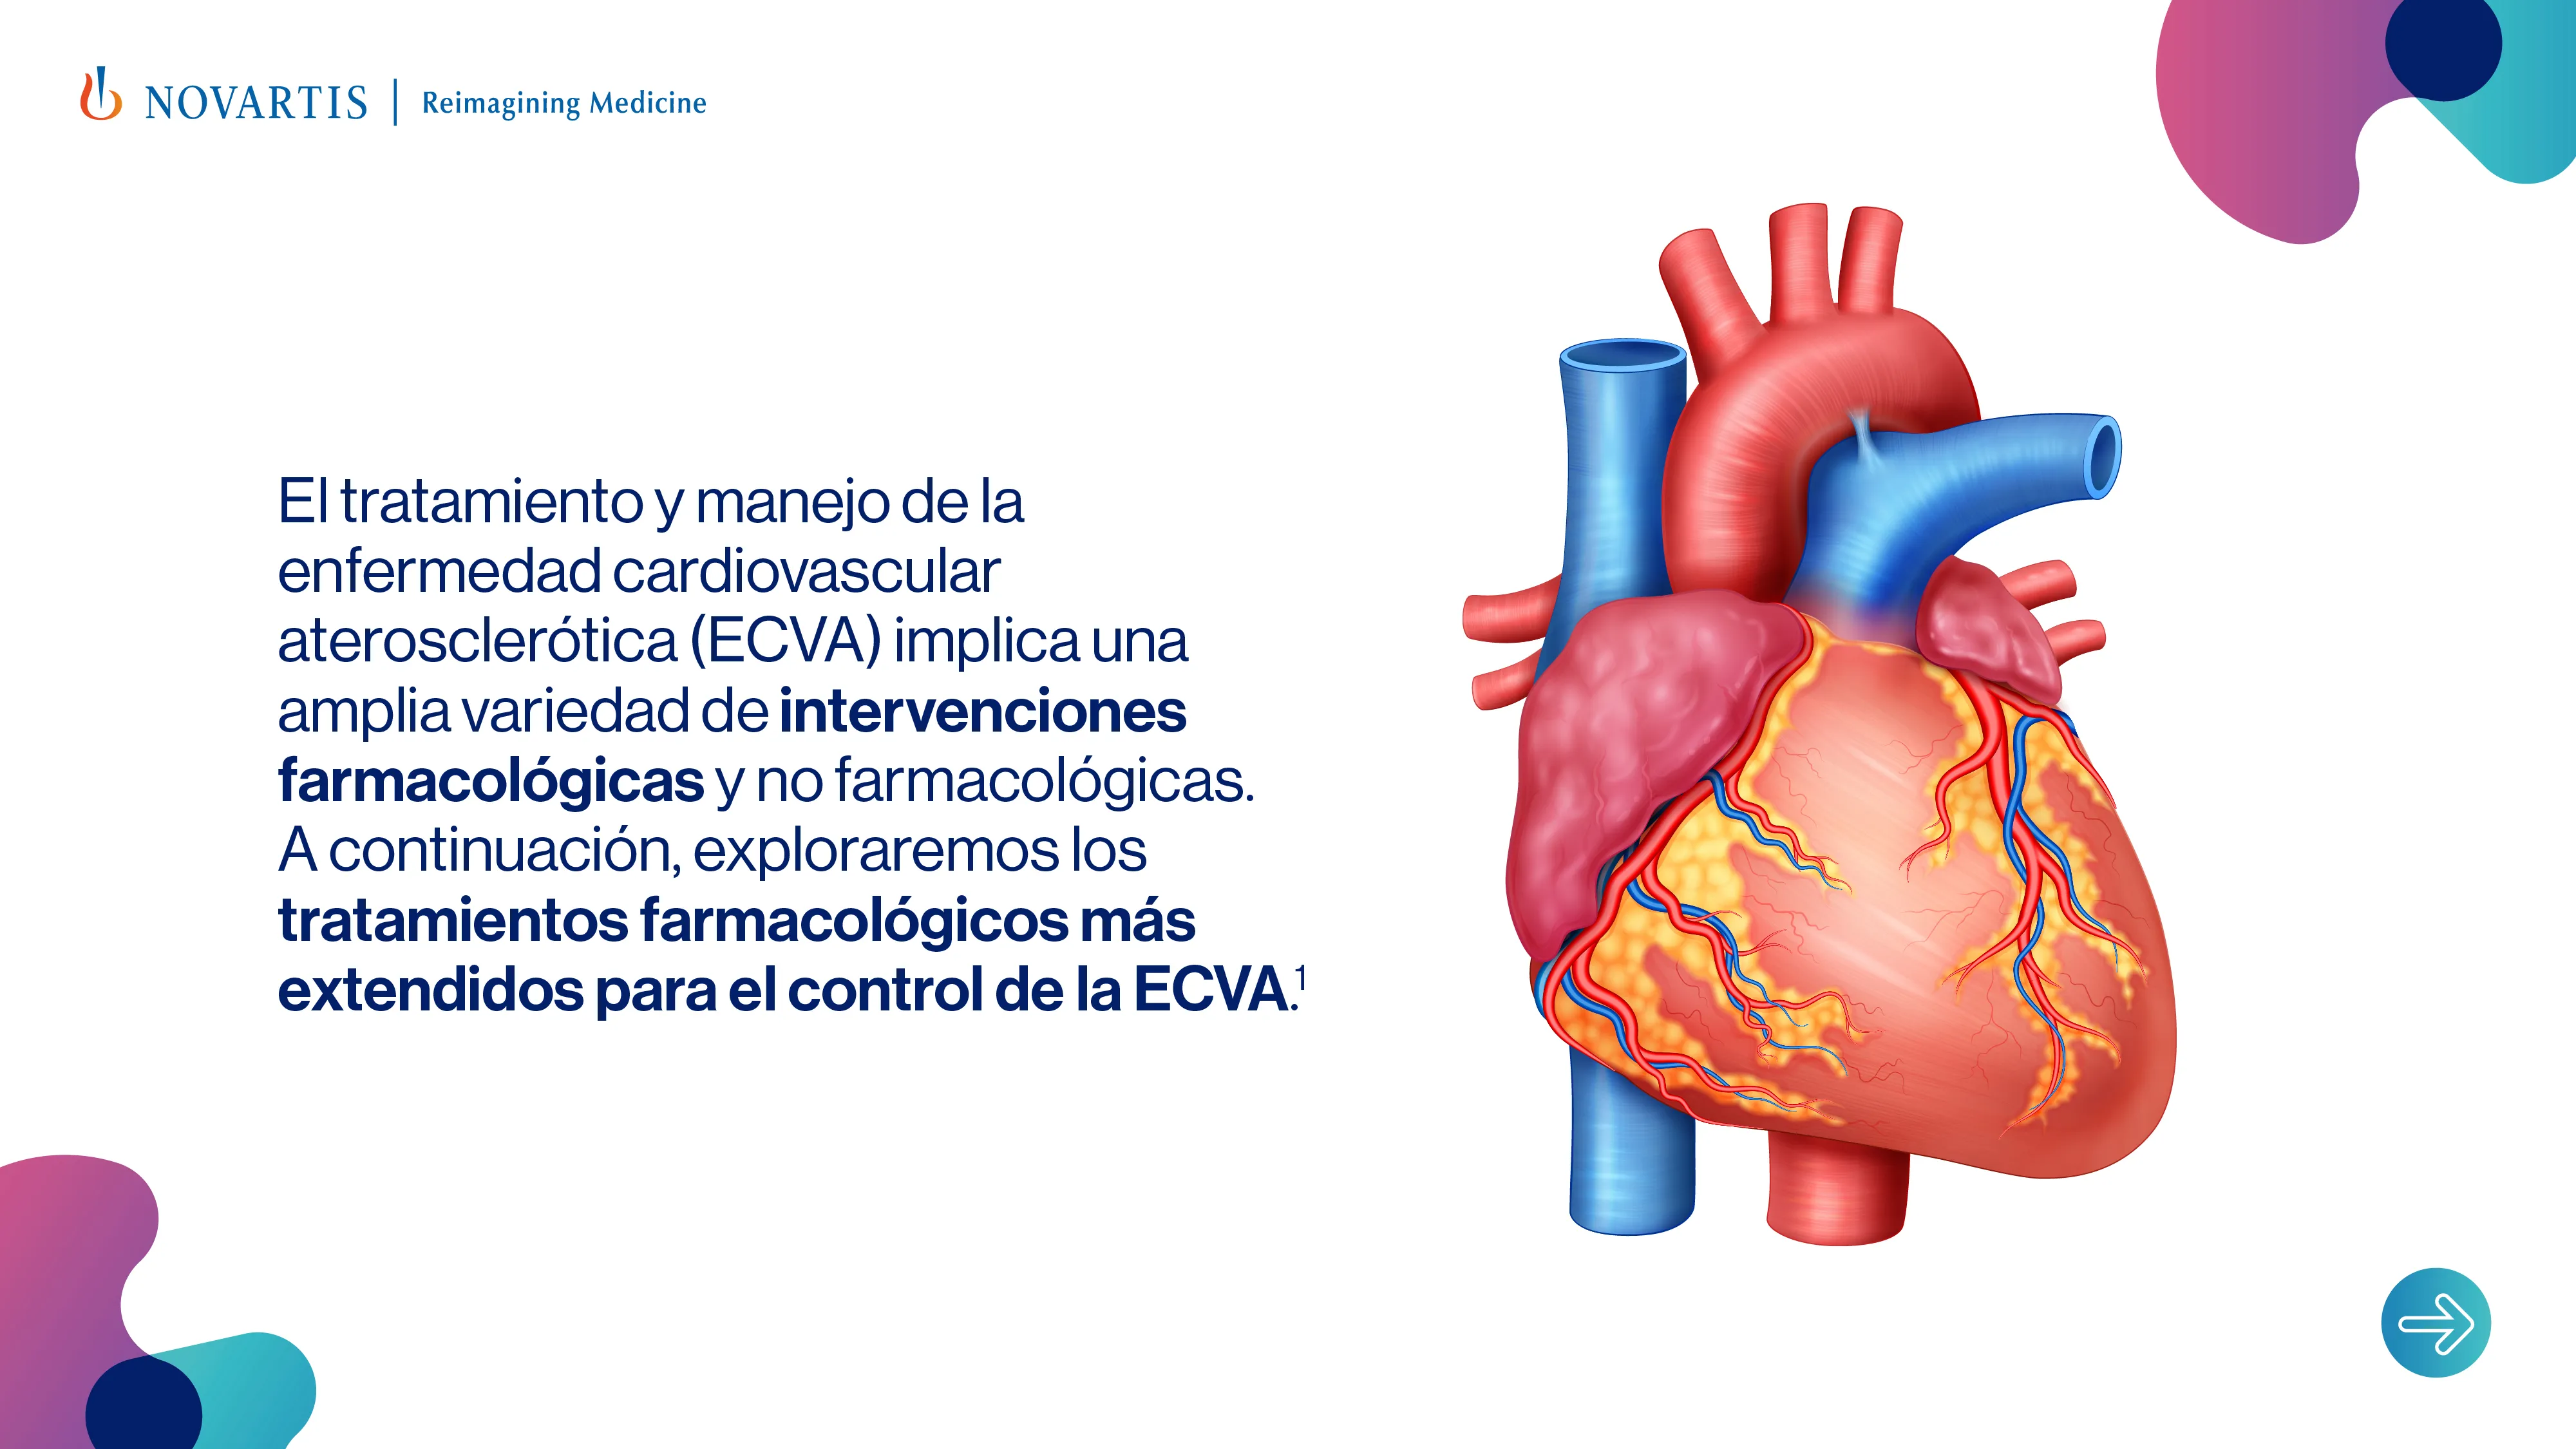 NOVARTIS | Reimagining Medicine
El tratamiento y manejo de la
enfermedad cardiovascular
aterosclerótica (ECVA) implica una
amplia variedad de intervenciones
farmacológicas y no farmacológicas.
A continuación, exploraremos los
tratamientos farmacológicos más
extendidos para el control de la ECVA.¹